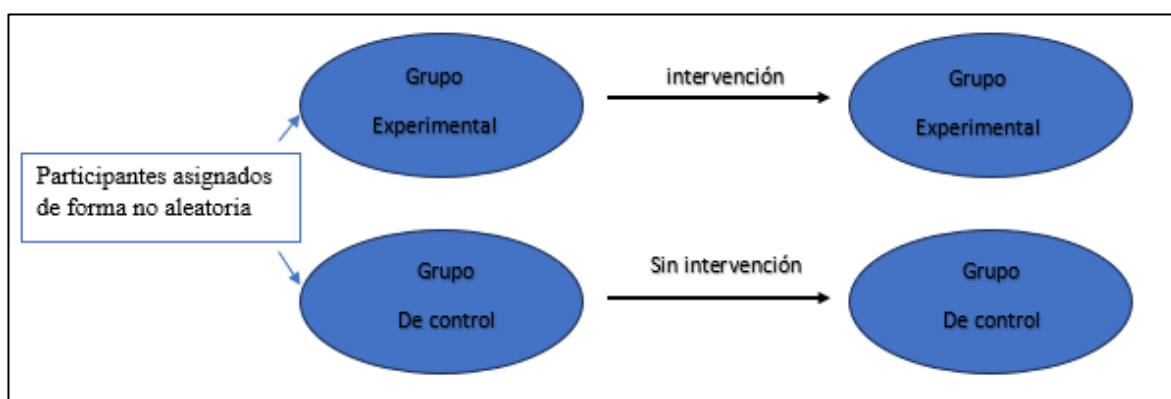 Grupo
Experimental
intervención
Grupo
Experimental
Participantes asignados
de forma no aleatoria
Grupo
De control
Sin intervención
Grupo
De control